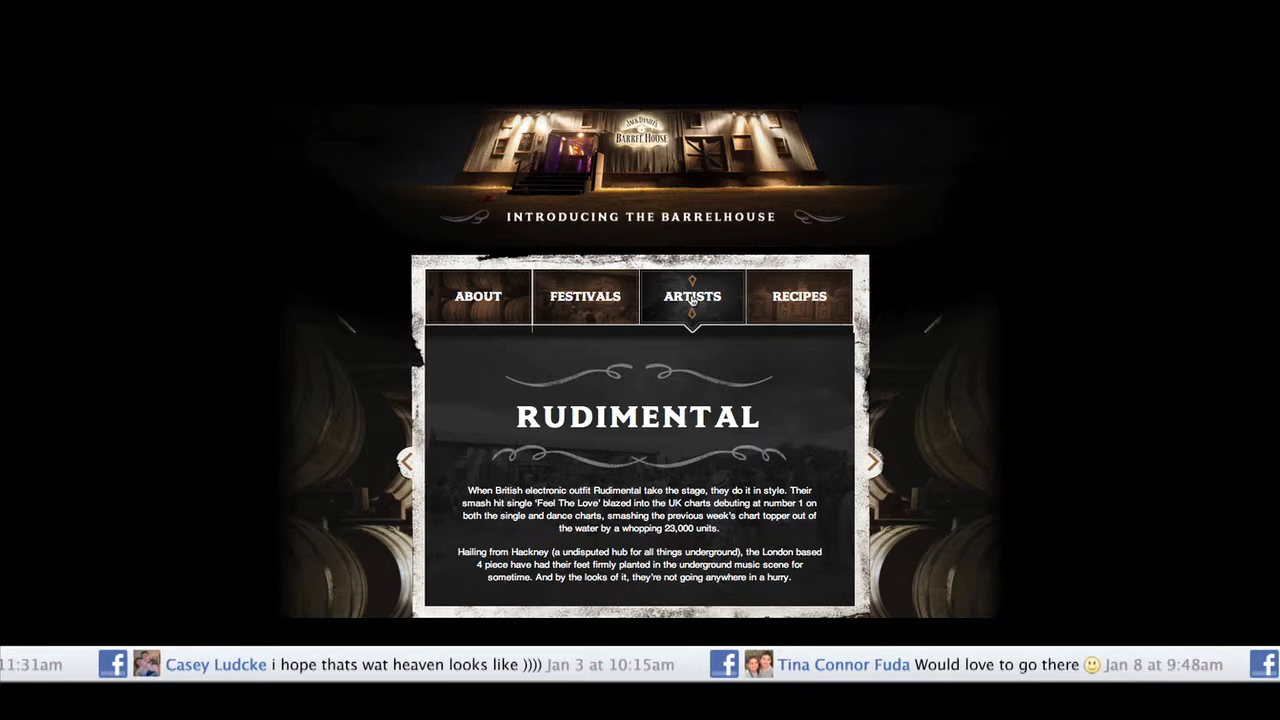 JACK DANIEL'S
BARREL HOUSE
INTRODUCING THE BARRELHOUSE
ABOUT
FESTIVALS
ARTISTS
RECIPES
RUDIMENTAL
When British electronic outfit Rudimental take the stage, they do it in style. Their
smash hit single ‘Feel The Love’ blazed into the UK charts debuting at number 1 on
both the single and dance charts, smashing the previous week’s chart topper out of
the water by a whopping 23,000 units.
Hailing from Hackney (a undisputed hub for all things underground), the London based
4 piece have had their feet firmly planted in the underground music scene for
sometime. And by the looks of it, they’re not going anywhere in a hurry.
11:31am Casey Ludcke i hope thats wat heaven looks like )))) Jan 3 at 10:15am Tina Connor Fuda Would love to go there 🙂 Jan 8 at 9:48am